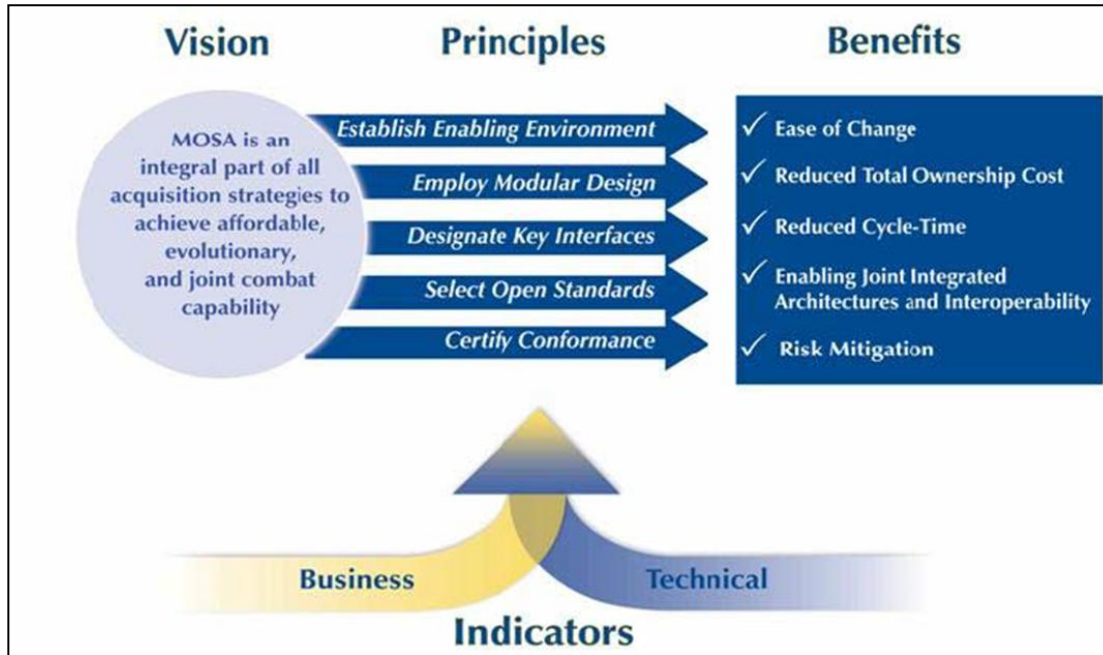 Vision
Principles
Benefits
MOSA is an
integral part of all
acquisition strategies to
achieve affordable,
evolutionary,
and joint combat
capability
Establish Enabling Environment
Employ Modular Design
Designate Key Interfaces
Select Open Standards
Certify Conformance
✓ Ease of Change
✓ Reduced Total Ownership Cost
✓ Reduced Cycle-Time
✓ Enabling Joint Integrated
Architectures and Interoperability
✓ Risk Mitigation
Business
Technical
Indicators